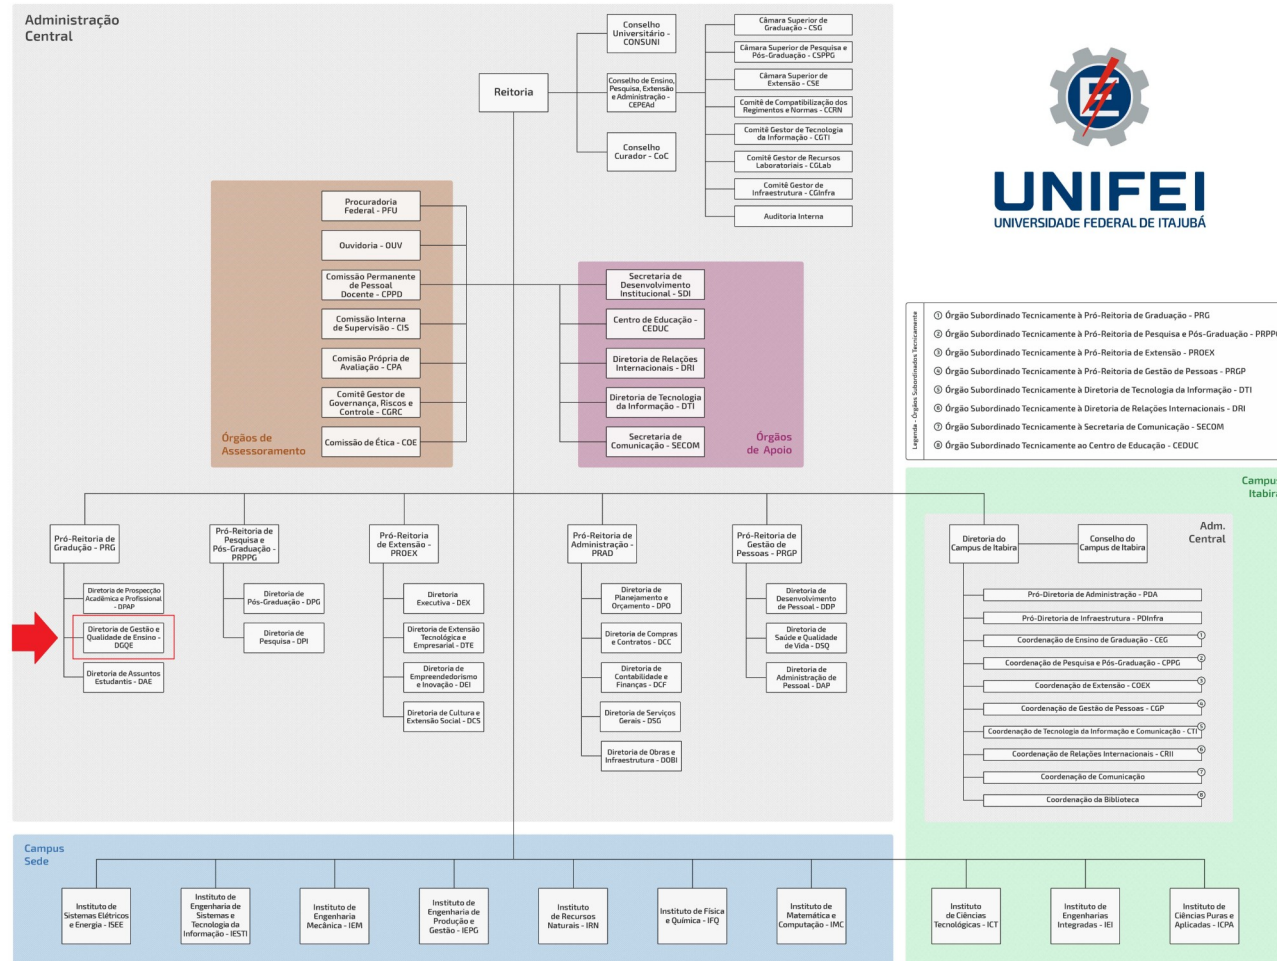 Administração
Central
Reitoria
Conselho
Universitário -
CONSUNI
Conselho de Ensino,
Pesquisa, Extensão
e Administração -
CEPEAd
Conselho
Curador - CoC
Câmara Superior de
Graduação - CSG
Câmara Superior de Pesquisa e
Pós-Graduação - CSPPG
Câmara Superior de
Extensão - CSE
Comitê de Compatibilização dos
Regimentos e Normas - CCRN
Comitê Gestor de Tecnologia
da Informação - CGTI
Comitê Gestor de Recursos
Laboratoriais - CGLab
Comitê Gestor de
Infraestrutura - CGInfra
Auditoria Interna
E
UNIFEI
UNIVERSIDADE FEDERAL DE ITAJUBÁ
Procuradoria
Federal - PFU
Ouvidoria - OUV
Comissão Permanente
de Pessoal
Docente - CPPD
Comissão Interna
de Supervisão - CIS
Comisão Própria de
Avaliação - CPA
Comitê Gestor de
Governança, Riscos e
Controle - CGRC
Comissão de Ética - COE
Órgãos de
Assessoramento
Secretaria de
Desenvolvimento
Institucional - SDI
Centro de Educação -
CEDUC
Diretoria de Relações
Internacionais - DRI
Diretoria de Tecnologia
da Informação - DTI
Secretaria de
Comunicação - SECOM
Órgãos
de Apoio
Legenda - Órgãos Subordinados Tecnicamente
① Órgão Subordinado Tecnicamente à Pró-Reitoria de Graduação - PRG
② Órgão Subordinado Tecnicamente à Pró-Reitoria de Pesquisa e Pós-Graduação - PRPPG
③ Órgão Subordinado Tecnicamente à Pró-Reitoria de Extensão - PROEX
④ Órgão Subordinado Tecnicamente à Pró-Reitoria de Gestão de Pessoas - PRGP
⑤ Órgão Subordinado Tecnicamente à Diretoria de Tecnologia da Informação - DTI
⑥ Órgão Subordinado Tecnicamente à Diretoria de Relações Internacionais - DRI
⑦ Órgão Subordinado Tecnicamente à Secretaria de Comunicação - SECOM
⑧ Órgão Subordinado Tecnicamente ao Centro de Educação - CEDUC
Pró-Reitoria de
Gradução - PRG
Diretoria de Prospecção
Acadêmica e Profissional
- DPAP
Diretoria de Gestão e
Qualidade de Ensino -
DGQE
Diretoria de Assuntos
Estudantis - DAE
Pró-Reitoria de
Pesquisa e
Pós-Graduação -
PRPPG
Diretoria de
Pós-Graduação - DPG
Diretoria de
Pesquisa - DPI
Pró-Reitoria
de Extensão -
PROEX
Diretoria
Executiva - DEX
Diretoria de Extensão
Tecnológica e
Empresarial - DTE
Diretoria de
Empreendedorismo
e Inovação - DEI
Diretoria de Cultura e
Extensão Social - DCS
Pró-Reitoria de
Administração -
PRAD
Diretoria de
Planejamento e
Orçamento - DPO
Diretoria de Compras
e Contratos - DCC
Diretoria de
Contabilidade e
Finanças - DCF
Diretoria de Serviços
Gerais - DSG
Diretoria de Obras e
Infraestrutura - DOBI
Pró-Reitoria de
Gestão de
Pessoas - PRGP
Diretoria de
Desenvolvimento
de Pessoal - DDP
Diretoria de
Saúde e Qualidade
de Vida - DSQ
Diretoria de
Administração de
Pessoal - DAP
Campus
Itabira
Adm.
Central
Diretoria do
Campus de Itabira
Conselho do
Campus de Itabira
Pró-Diretoria de Administração - PDA
Pró-Diretoria de Infraestrutura - PDInfra
Coordenação de Ensino de Graduação - CEG ①
Coordenação de Pesquisa e Pós-Graduação - CPPG ②
Coordenação de Extensão - COEX ③
Coordenação de Gestão de Pessoas - CGP ④
Coordenação de Tecnologia da Informação e Comunicação - CTI ⑤
Coordenação de Relações Internacionais - CRII ⑥
Coordenação de Comunicação ⑦
Coordenação da Biblioteca ⑧
Campus
Sede
Instituto de
Sistemas Elétricos
e Energia - ISEE
Instituto de
Engenharia de
Sistemas e
Tecnologia da
Informação - IESTI
Instituto de
Engenharia
Mecânica - IEM
Instituto de
Engenharia de
Produção e
Gestão - IEPG
Instituto
de Recursos
Naturais - IRN
Instituto de Física
e Química - IFQ
Instituto de
Matemática e
Computação - IMC
Instituto
de Ciências
Tecnológicas - ICT
Instituto de
Engenharias
Integradas - IEI
Instituto de
Ciências Puras e
Aplicadas - ICPA